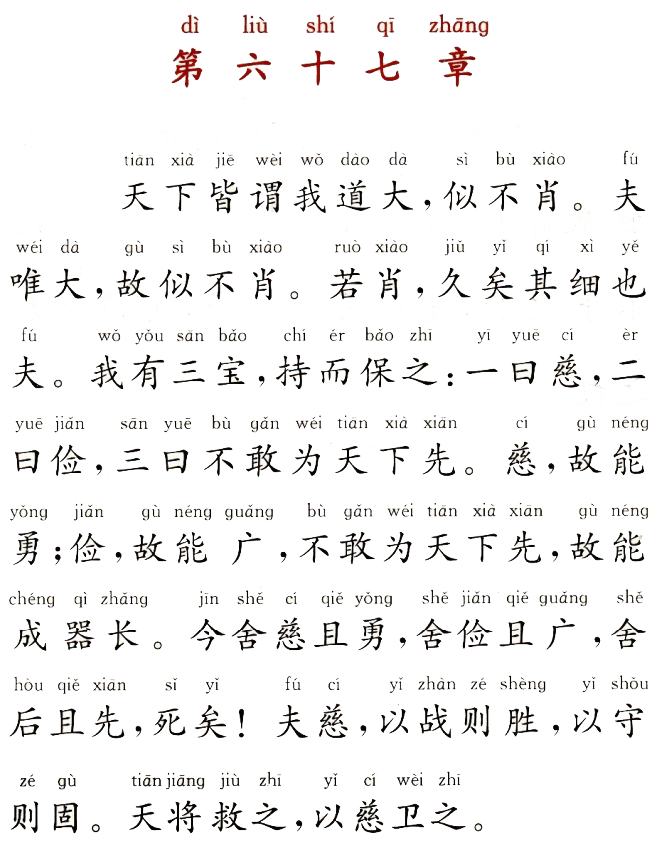 dì liù shí qī zhāng
第六十七章
tiān xià jiē wèi wǒ dào dà sì bù xiào fú
天下皆谓我道大，似不肖。夫
wéi dà gù sì bù xiào ruò xiào jiǔ yǐ qí xì yě
唯大，故似不肖。若肖，久矣其细也
fú wǒ yǒu sān bǎo chí ér bǎo zhī yī yuē cí èr
夫。我有三宝，持而保之：一曰慈，二
yuē jiǎn sān yuē bù gǎn wéi tiān xià xiān cí gù néng
曰俭，三曰不敢为天下先。慈，故能
yǒng jiǎn gù néng guǎng bù gǎn wéi tiān xià xiān gù néng
勇；俭，故能广，不敢为天下先，故能
chéng qì zhǎng jīn shě cí qiě yǒng shě jiǎn qiě guǎng shě
成器长。今舍慈且勇，舍俭且广，舍
hòu qiě xiān sǐ yǐ fú cí yǐ zhàn zé shèng yǐ shǒu
后且先，死矣！夫慈，以战则胜，以守
zé gù tiān jiāng jiù zhī yǐ cí wèi zhī
则固。天将救之，以慈卫之。